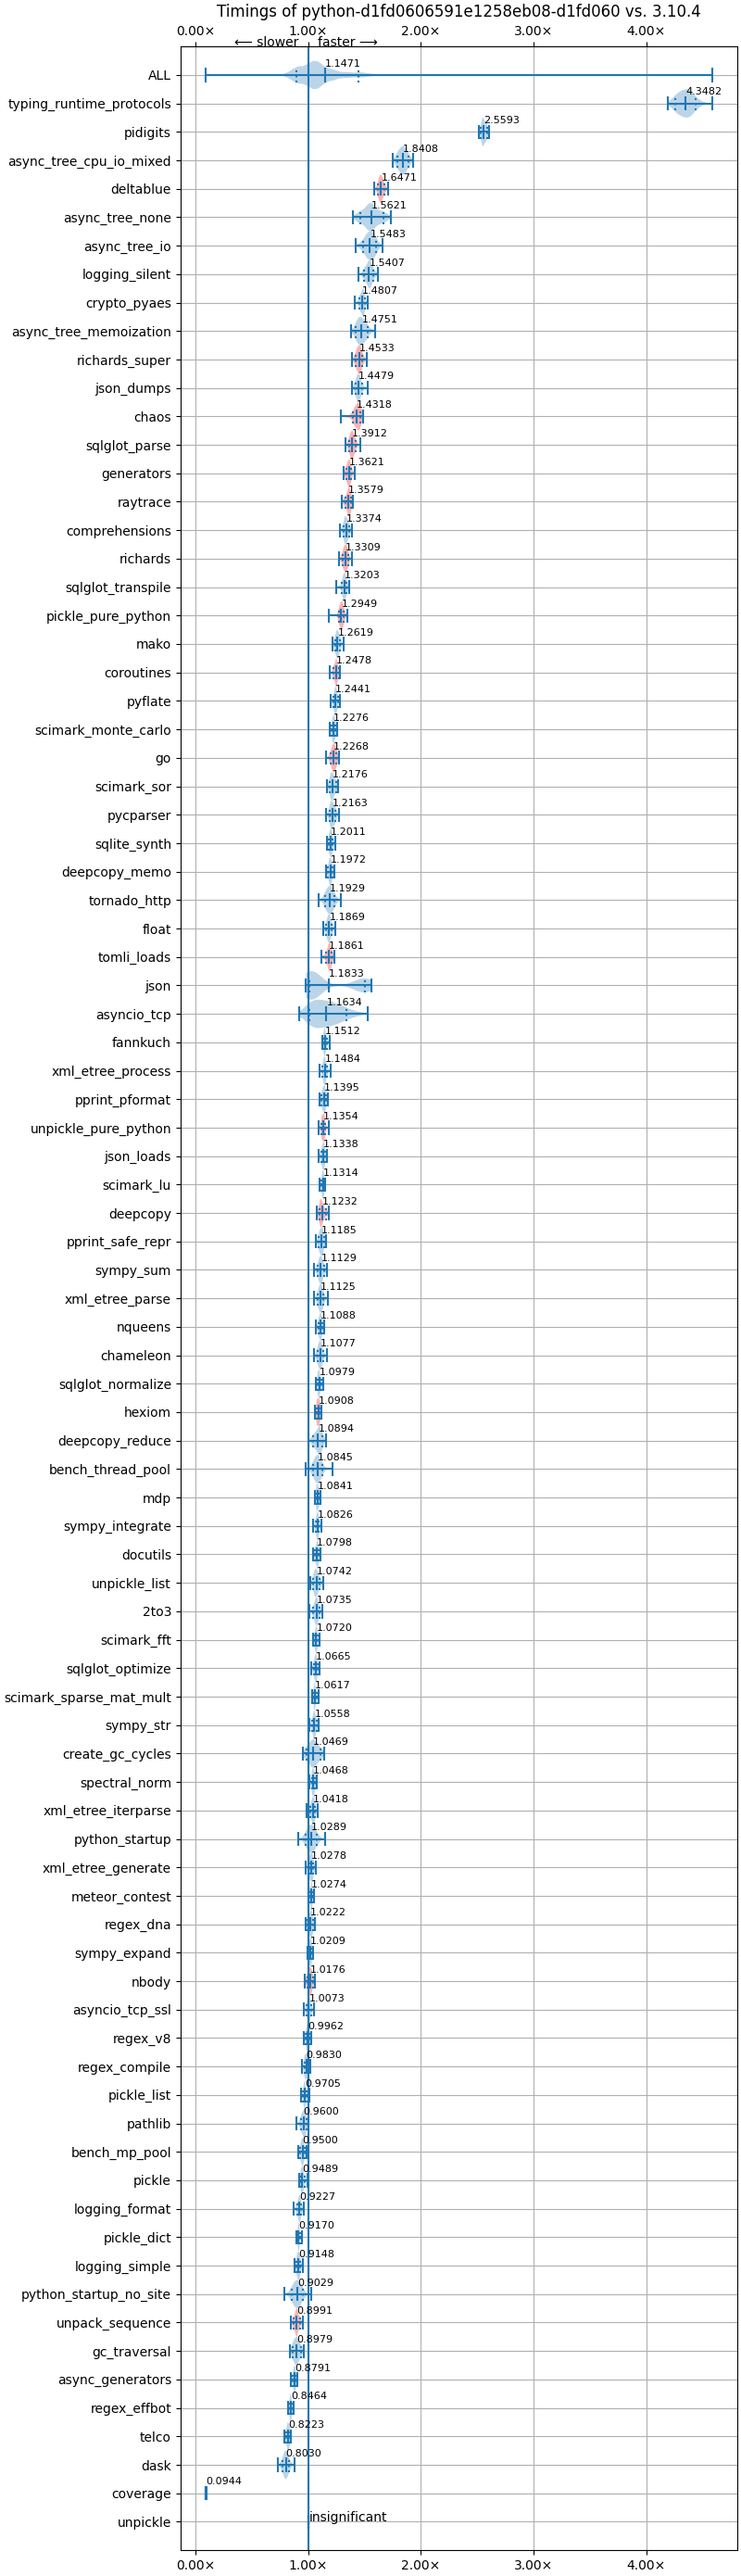 Timings of python-d1fd0606591e1258eb08-d1fd060 vs. 3.10.4
0.00× 1.00× 2.00× 3.00× 4.00×
⟵ slower faster ⟶
ALL 1.1471
typing_runtime_protocols 4.3482
pidigits 2.5593
async_tree_cpu_io_mixed 1.8408
deltablue 1.6471
async_tree_none 1.5621
async_tree_io 1.5483
logging_silent 1.5407
crypto_pyaes 1.4807
async_tree_memoization 1.4751
richards_super 1.4533
json_dumps 1.4479
chaos 1.4318
sqlglot_parse 1.3912
generators 1.3621
raytrace 1.3579
comprehensions 1.3374
richards 1.3309
sqlglot_transpile 1.3203
pickle_pure_python 1.2949
mako 1.2619
coroutines 1.2478
pyflate 1.2441
scimark_monte_carlo 1.2276
go 1.2268
scimark_sor 1.2176
pycparser 1.2163
sqlite_synth 1.2011
deepcopy_memo 1.1972
tornado_http 1.1929
float 1.1869
tomli_loads 1.1861
json 1.1833
asyncio_tcp 1.1634
fannkuch 1.1512
xml_etree_process 1.1484
pprint_pformat 1.1395
unpickle_pure_python 1.1354
json_loads 1.1338
scimark_lu 1.1314
deepcopy 1.1232
pprint_safe_repr 1.1185
sympy_sum 1.1129
xml_etree_parse 1.1125
nqueens 1.1088
chameleon 1.1077
sqlglot_normalize 1.0979
hexiom 1.0908
deepcopy_reduce 1.0894
bench_thread_pool 1.0845
mdp 1.0841
sympy_integrate 1.0826
docutils 1.0798
unpickle_list 1.0742
2to3 1.0735
scimark_fft 1.0720
sqlglot_optimize 1.0665
scimark_sparse_mat_mult 1.0617
sympy_str 1.0558
create_gc_cycles 1.0469
spectral_norm 1.0468
xml_etree_iterparse 1.0418
python_startup 1.0289
xml_etree_generate 1.0278
meteor_contest 1.0274
regex_dna 1.0222
sympy_expand 1.0209
nbody 1.0176
asyncio_tcp_ssl 1.0073
regex_v8 0.9962
regex_compile 0.9830
pickle_list 0.9705
pathlib 0.9600
bench_mp_pool 0.9500
pickle 0.9489
logging_format 0.9227
pickle_dict 0.9170
logging_simple 0.9148
python_startup_no_site 0.9029
unpack_sequence 0.8991
gc_traversal 0.8979
async_generators 0.8791
regex_effbot 0.8464
telco 0.8223
dask 0.8030
coverage 0.0944
unpickle insignificant
0.00× 1.00× 2.00× 3.00× 4.00×